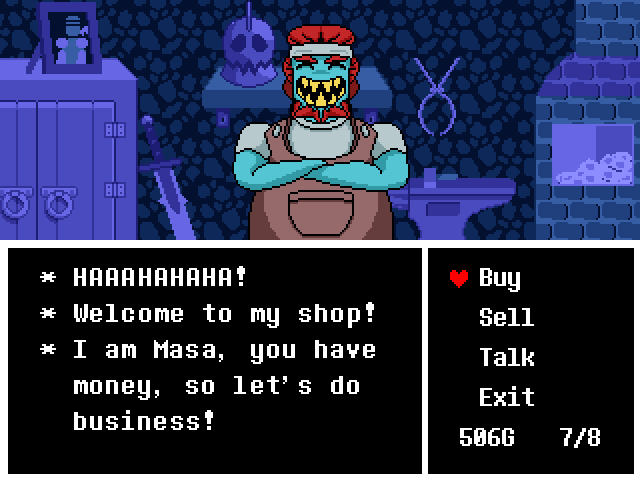 * HAAAHAHAHA!
* Welcome to my shop!
* I am Masa, you have
money, so let's do
business!
Buy
Sell
Talk
Exit
506G 7/8